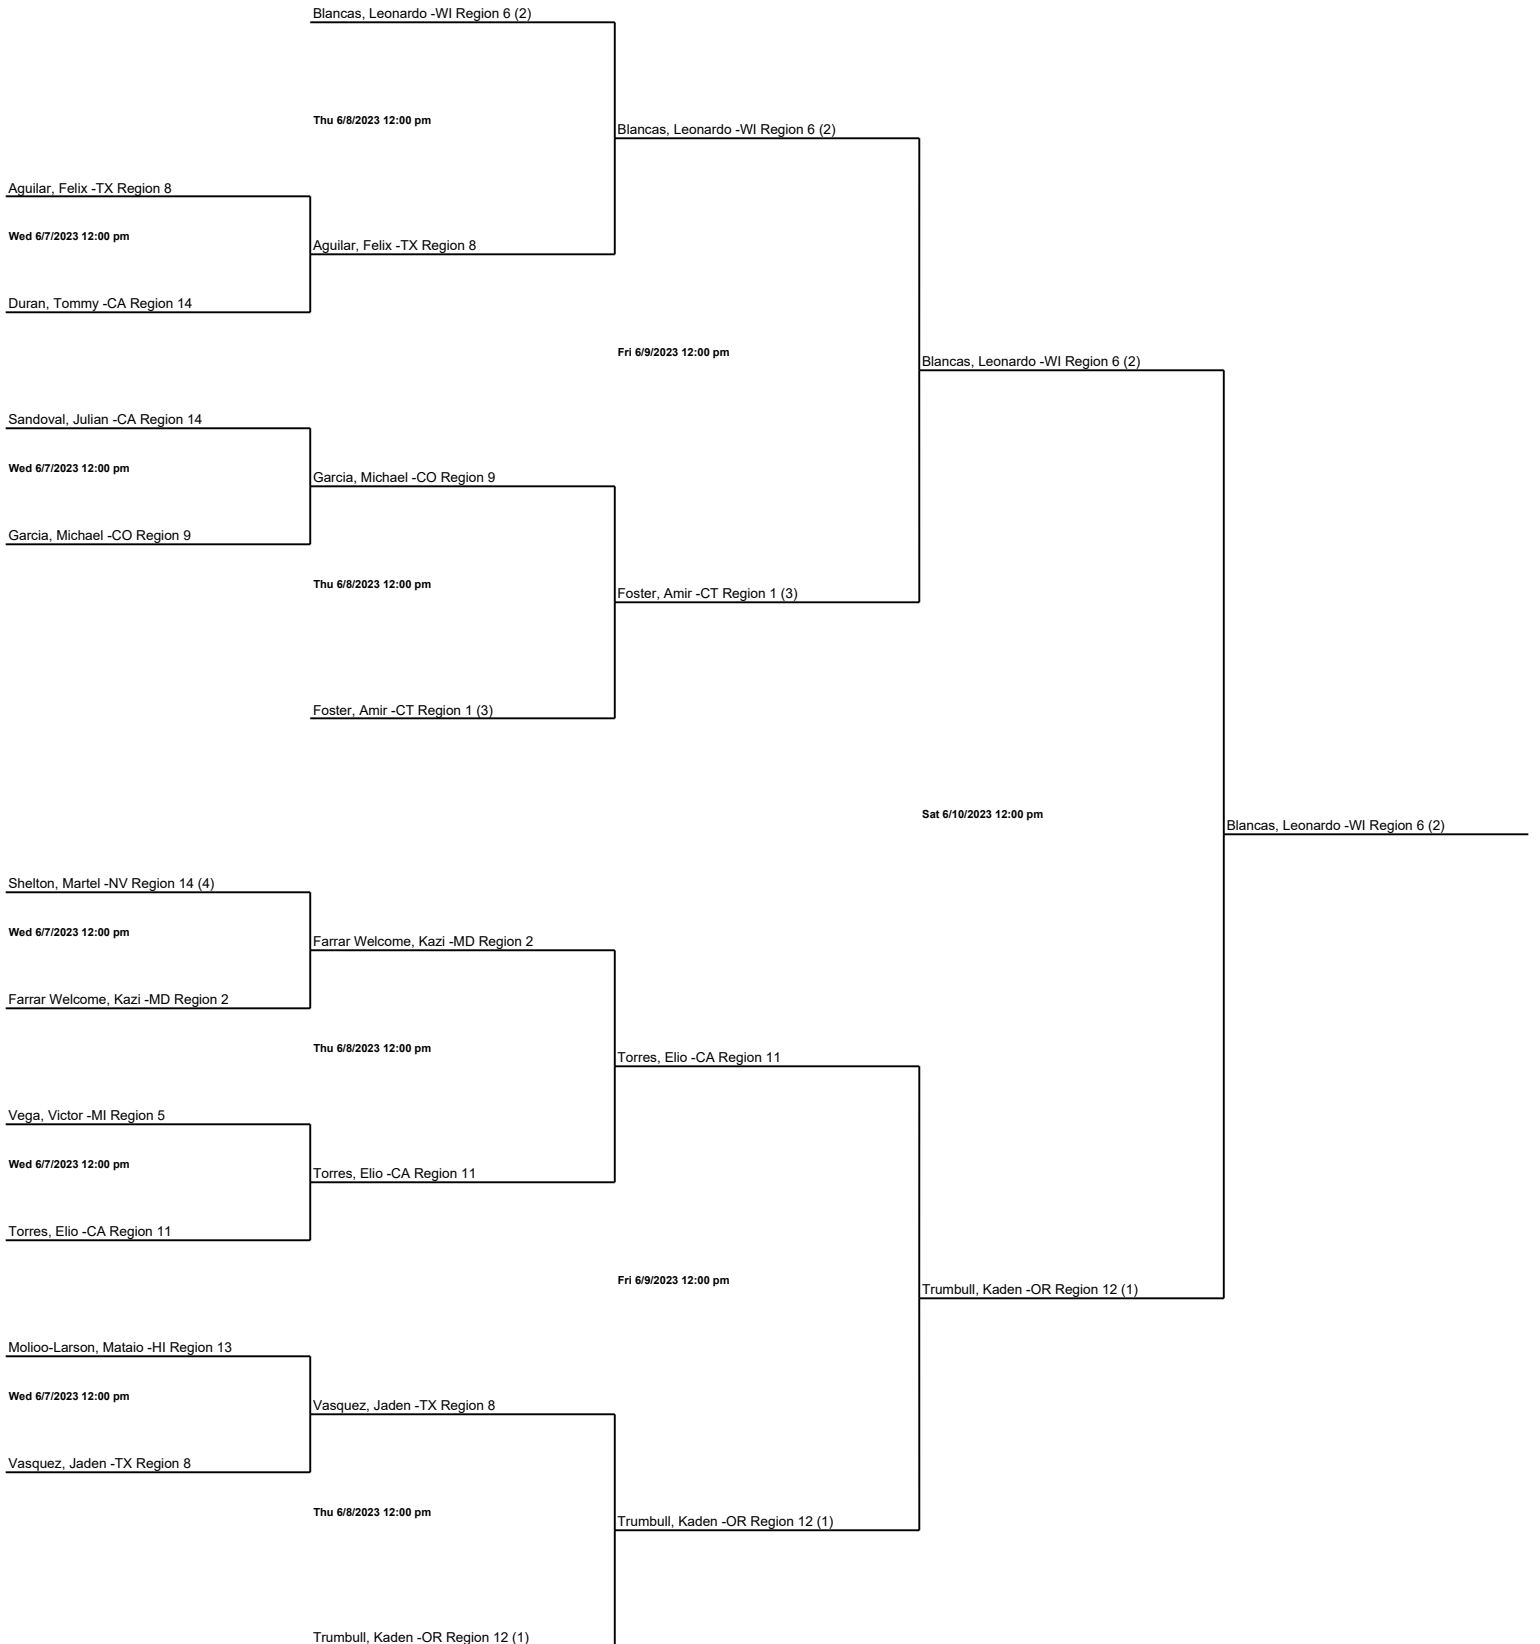 Blancas, Leonardo -WI Region 6 (2)
Thu 6/8/2023 12:00 pm
Blancas, Leonardo -WI Region 6 (2)
Aguilar, Felix -TX Region 8
Wed 6/7/2023 12:00 pm
Aguilar, Felix -TX Region 8
Duran, Tommy -CA Region 14
Fri 6/9/2023 12:00 pm
Blancas, Leonardo -WI Region 6 (2)
Sandoval, Julian -CA Region 14
Wed 6/7/2023 12:00 pm
Garcia, Michael -CO Region 9
Garcia, Michael -CO Region 9
Thu 6/8/2023 12:00 pm
Foster, Amir -CT Region 1 (3)
Foster, Amir -CT Region 1 (3)
Sat 6/10/2023 12:00 pm
Blancas, Leonardo -WI Region 6 (2)
Shelton, Martel -NV Region 14 (4)
Wed 6/7/2023 12:00 pm
Farrar Welcome, Kazi -MD Region 2
Farrar Welcome, Kazi -MD Region 2
Thu 6/8/2023 12:00 pm
Torres, Elio -CA Region 11
Vega, Victor -MI Region 5
Wed 6/7/2023 12:00 pm
Torres, Elio -CA Region 11
Torres, Elio -CA Region 11
Fri 6/9/2023 12:00 pm
Trumbull, Kaden -OR Region 12 (1)
Molioo-Larson, Mataio -HI Region 13
Wed 6/7/2023 12:00 pm
Vasquez, Jaden -TX Region 8
Vasquez, Jaden -TX Region 8
Thu 6/8/2023 12:00 pm
Trumbull, Kaden -OR Region 12 (1)
Trumbull, Kaden -OR Region 12 (1)